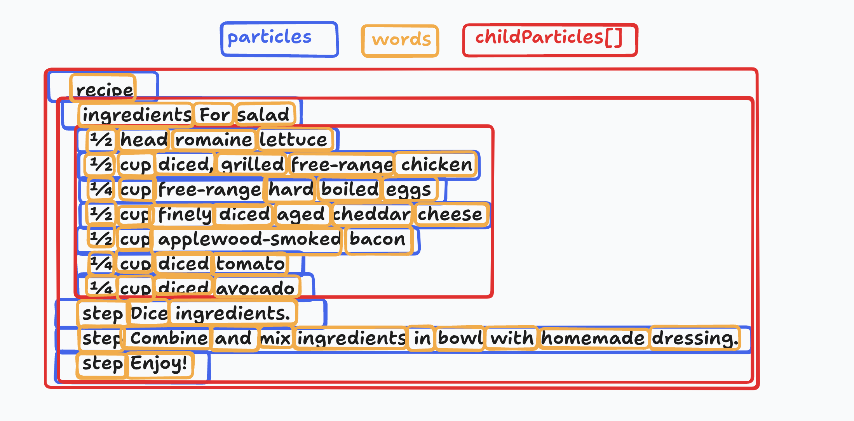 particles words childParticles[]
recipe
ingredients For salad
½ head romaine lettuce
½ cup diced, grilled free-range chicken
¼ cup free-range hard boiled eggs
½ cup finely diced aged cheddar cheese
½ cup applewood-smoked bacon
¼ cup diced tomato
¼ cup diced avocado
step Dice ingredients.
step Combine and mix ingredients in bowl with homemade dressing.
step Enjoy!